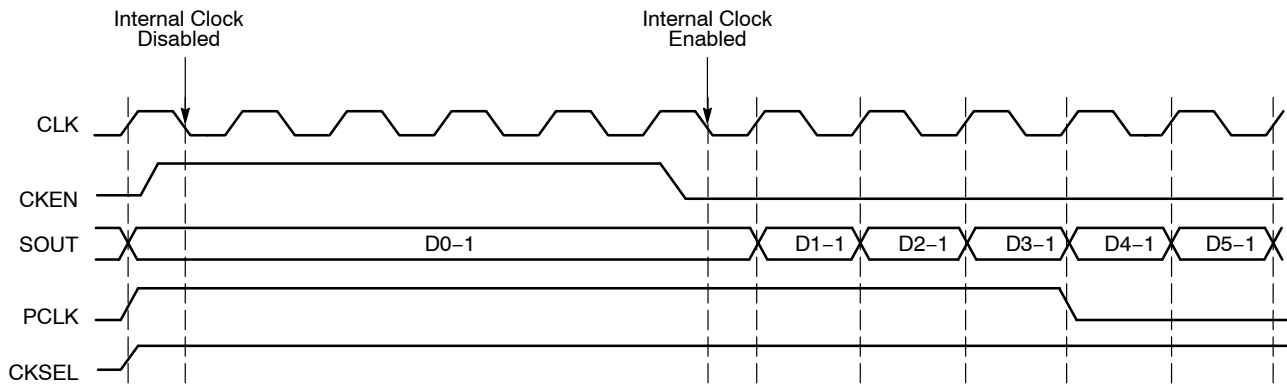 Internal Clock
Disabled
Internal Clock
Enabled
CLK
CKEN
SOUT
D0−1
D1−1
D2−1
D3−1
D4−1
D5−1
PCLK
CKSEL